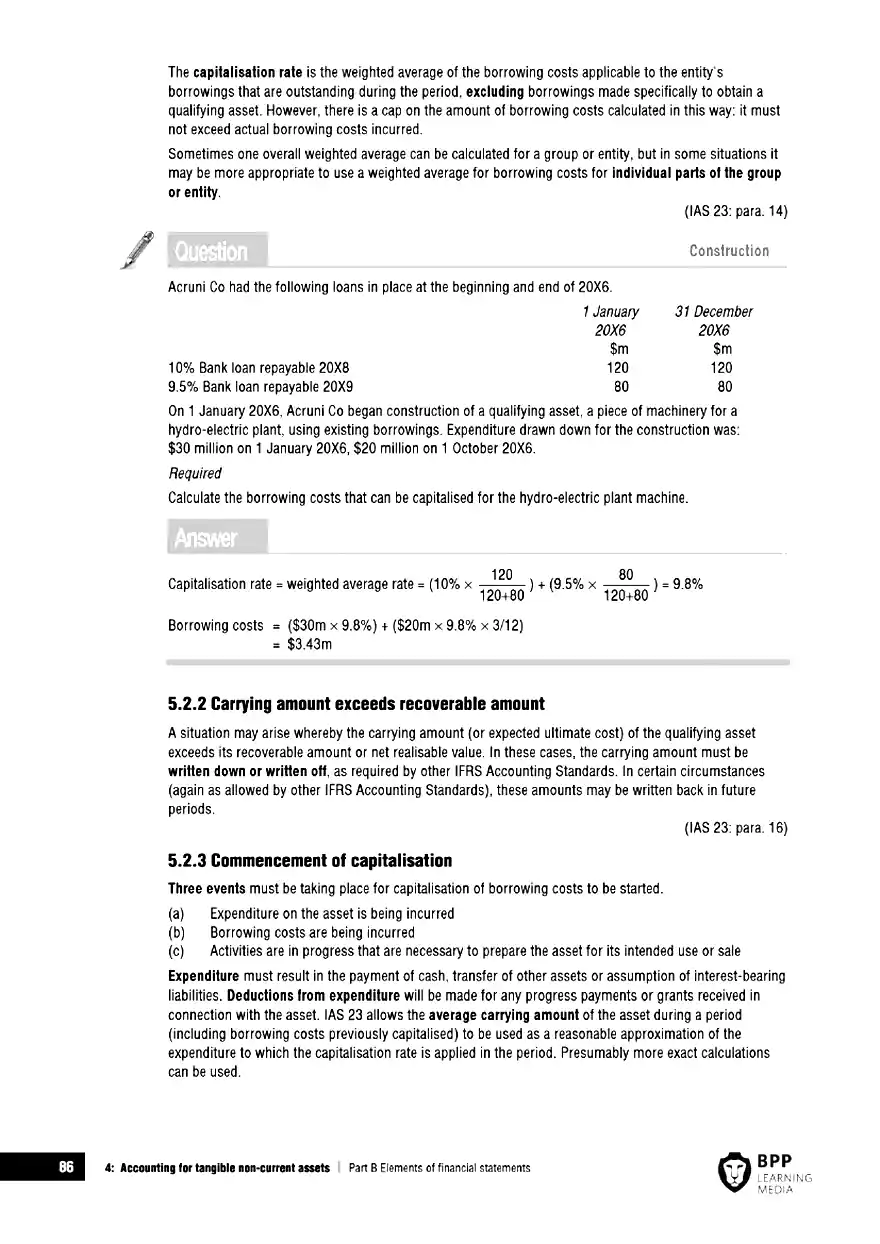 The capitalisation rate is the weighted average of the borrowing costs applicable to the entity's
borrowings that are outstanding during the period, excluding borrowings made specifically to obtain a
qualifying asset. However, there is a cap on the amount of borrowing costs calculated in this way: it must
not exceed actual borrowing costs incurred.
Sometimes one overall weighted average can be calculated for a group or entity, but in some situations it
may be more appropriate to use a weighted average for borrowing costs for individual parts of the group
or entity.
(IAS 23: para. 14)
Question Construction
Acruni Co had the following loans in place at the beginning and end of 20X6.
1 January 31 December
20X6 20X6
$m $m
10% Bank loan repayable 20X8 120 120
9.5% Bank loan repayable 20X9 80 80
On 1 January 20X6, Acruni Co began construction of a qualifying asset, a piece of machinery for a
hydro-electric plant, using existing borrowings. Expenditure drawn down for the construction was:
$30 million on 1 January 20X6, $20 million on 1 October 20X6.
Required
Calculate the borrowing costs that can be capitalised for the hydro-electric plant machine.
Answer
Capitalisation rate = weighted average rate = (10% × 120/120+80) + (9.5% × 80/120+80) = 9.8%
Borrowing costs = ($30m × 9.8%) + ($20m × 9.8% × 3/12)
= $3.43m
5.2.2 Carrying amount exceeds recoverable amount
A situation may arise whereby the carrying amount (or expected ultimate cost) of the qualifying asset
exceeds its recoverable amount or net realisable value. In these cases, the carrying amount must be
written down or written off, as required by other IFRS Accounting Standards. In certain circumstances
(again as allowed by other IFRS Accounting Standards), these amounts may be written back in future
periods.
(IAS 23: para. 16)
5.2.3 Commencement of capitalisation
Three events must be taking place for capitalisation of borrowing costs to be started.
(a) Expenditure on the asset is being incurred
(b) Borrowing costs are being incurred
(c) Activities are in progress that are necessary to prepare the asset for its intended use or sale
Expenditure must result in the payment of cash, transfer of other assets or assumption of interest-bearing
liabilities. Deductions from expenditure will be made for any progress payments or grants received in
connection with the asset. IAS 23 allows the average carrying amount of the asset during a period
(including borrowing costs previously capitalised) to be used as a reasonable approximation of the
expenditure to which the capitalisation rate is applied in the period. Presumably more exact calculations
can be used.
86 4: Accounting for tangible non-current assets | Part B Elements of financial statements
BPP
LEARNING
MEDIA